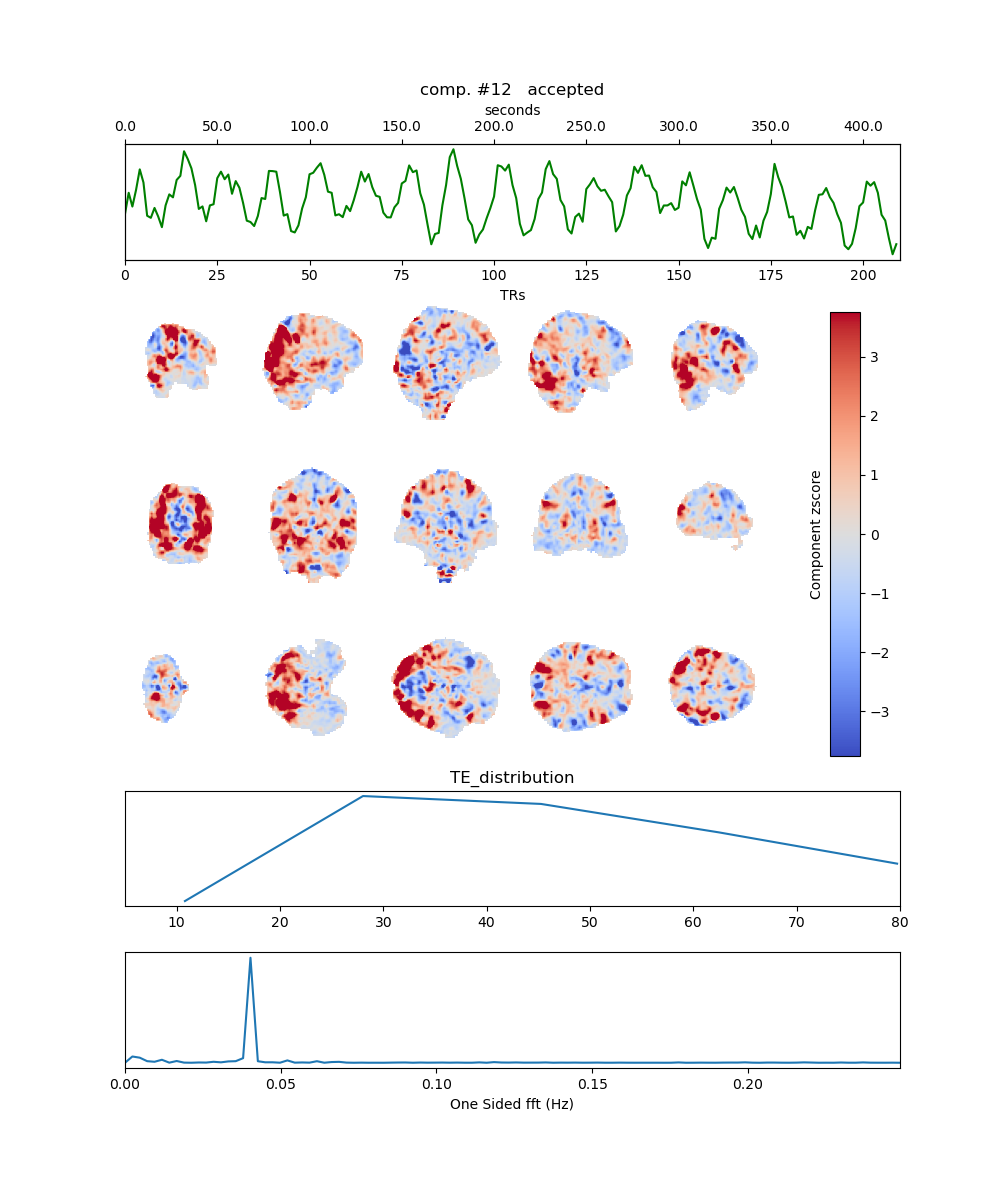 comp. #12   accepted
seconds
0.0 50.0 100.0 150.0 200.0 250.0 300.0 350.0 400.0
0 25 50 75 100 125 150 175 200
TRs
3
2
1
0
−1
−2
−3
Component zscore
TE_distribution
10 20 30 40 50 60 70 80
0.00 0.05 0.10 0.15 0.20
One Sided fft (Hz)